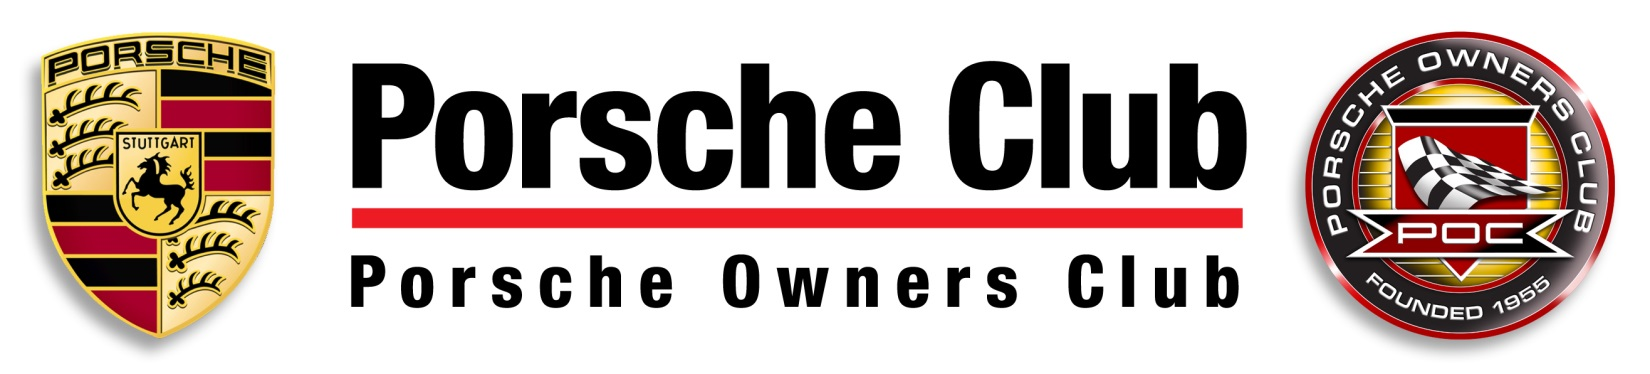 PORSCHE
STUTTGART
Porsche Club
Porsche Owners Club
PORSCHE OWNERS CLUB
POC
FOUNDED 1955